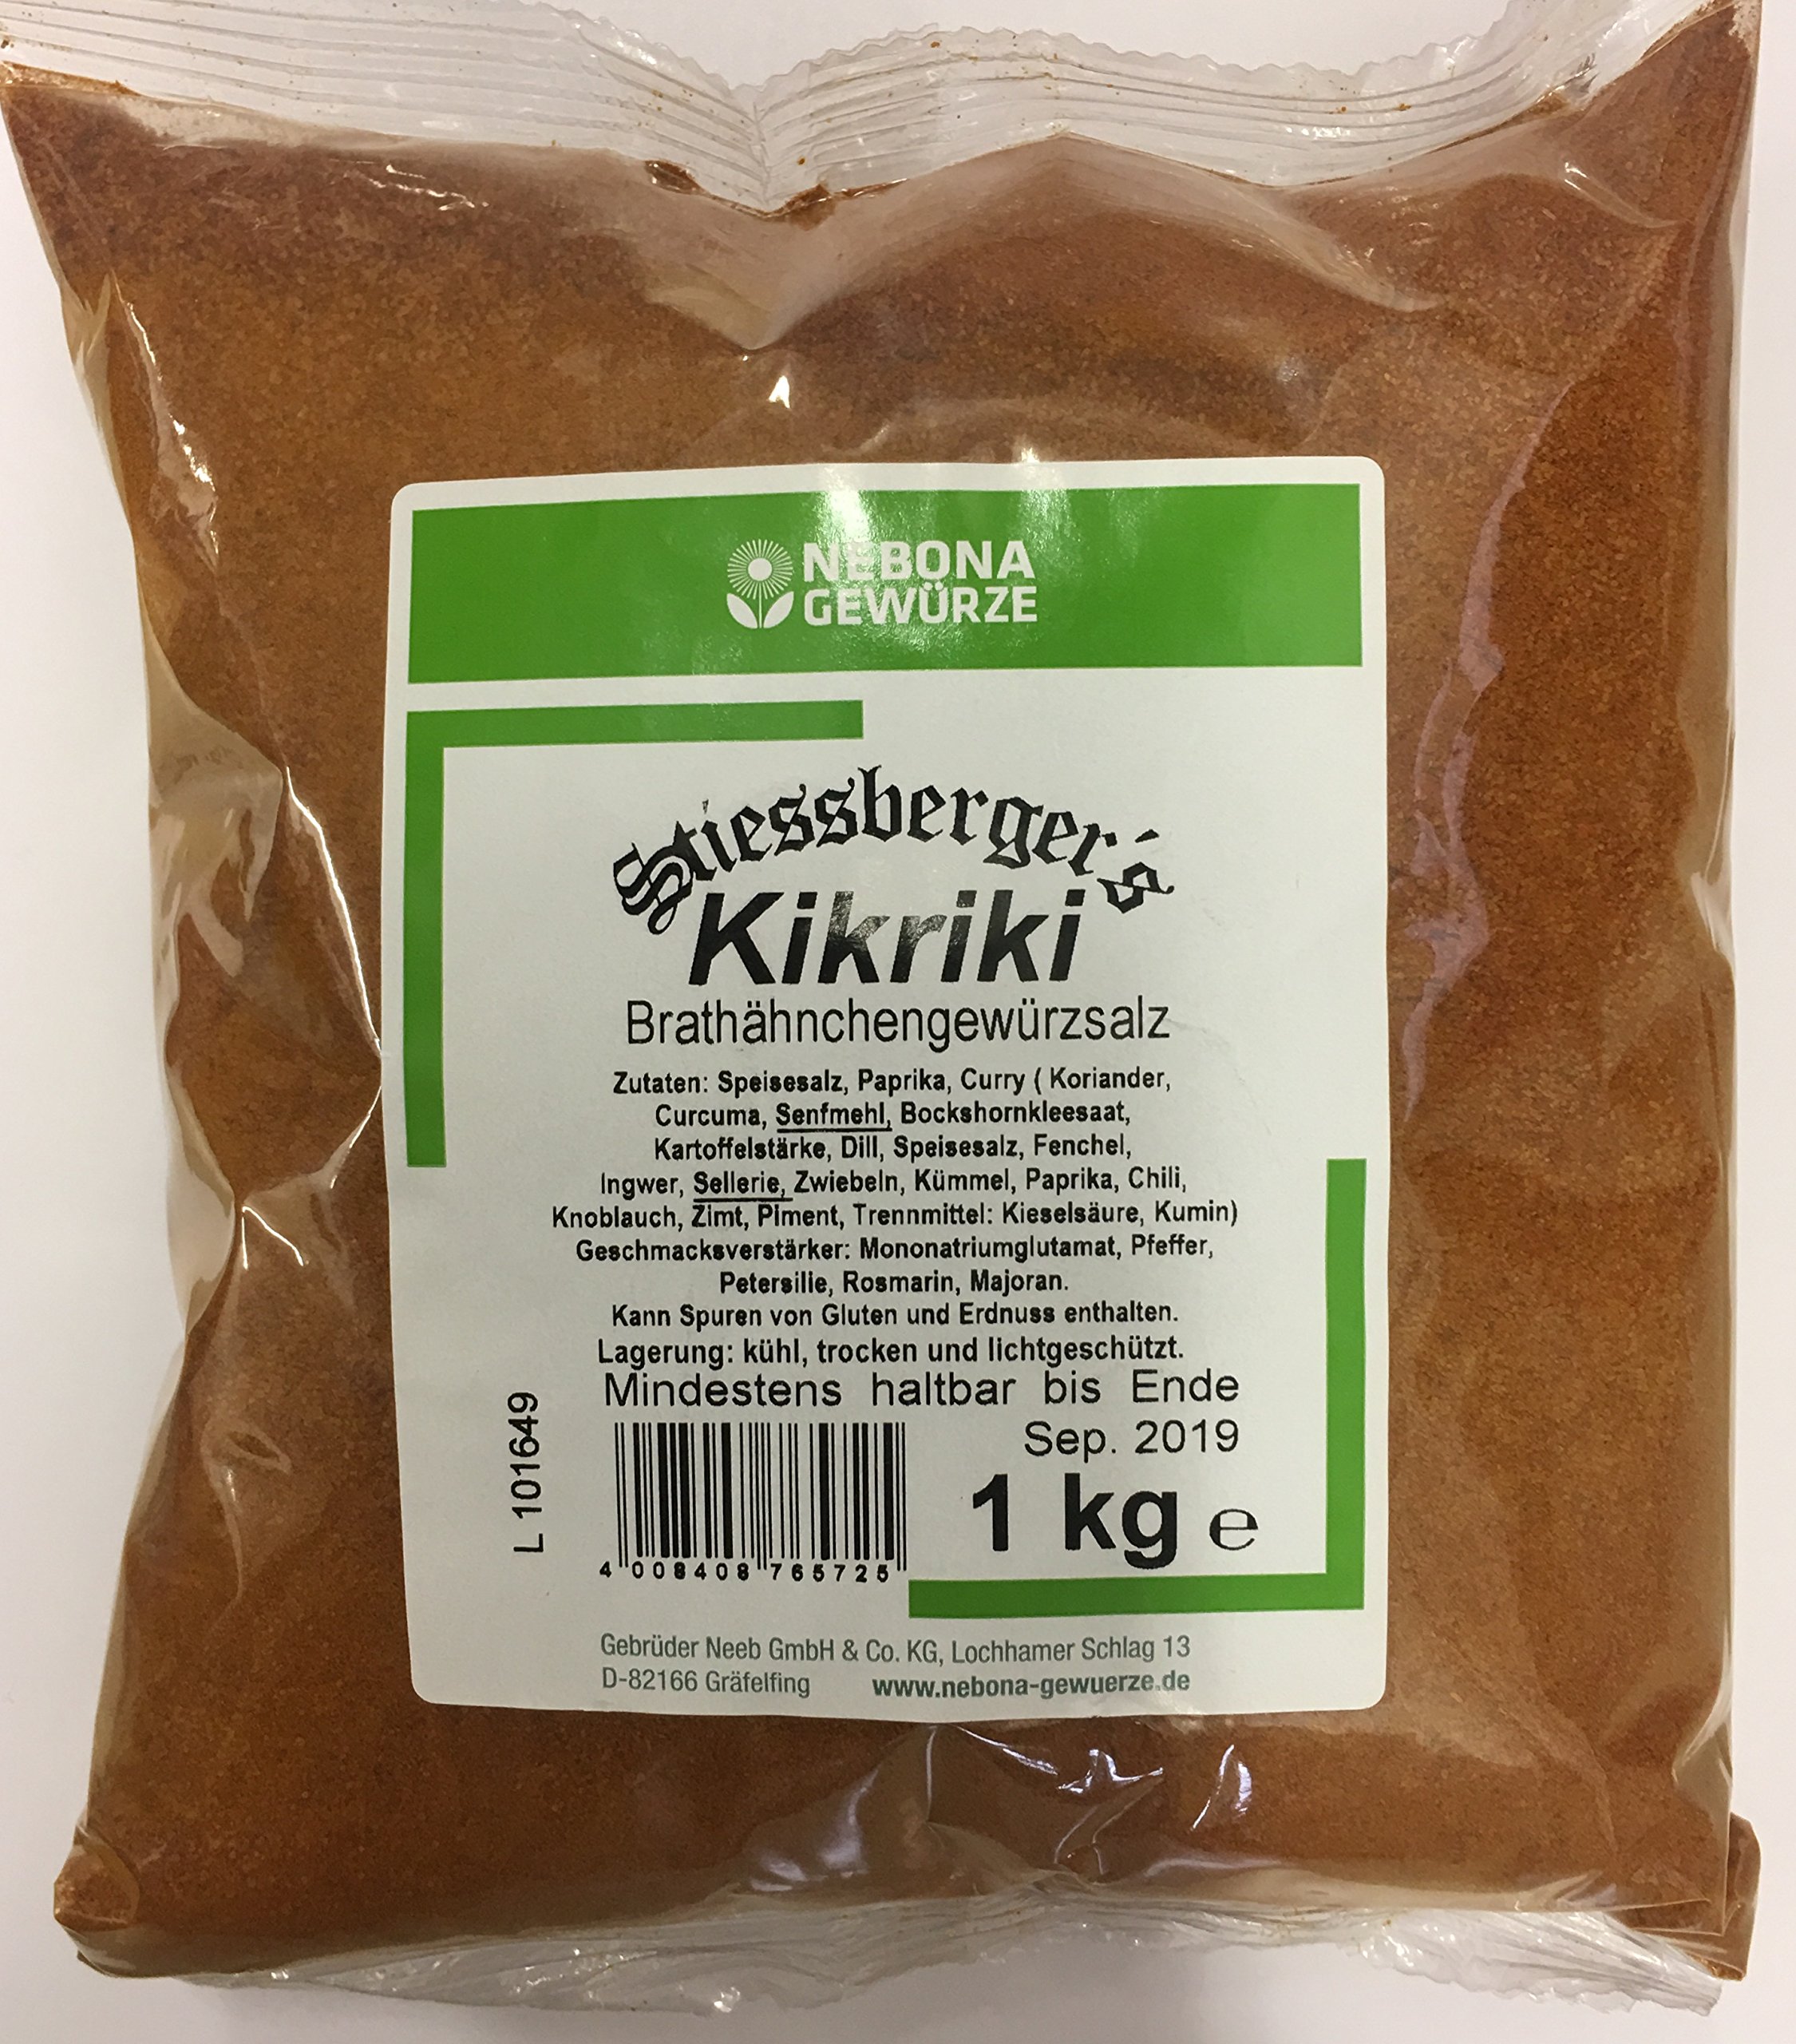 NEBONA
GEWÜRZE
Stiessberger´s
Kikriki
Brathähnchengewürzsalz
Zutaten: Speisesalz, Paprika, Curry ( Koriander,
Curcuma, Senfmehl, Bockshornkleesaat,
Kartoffelstärke, Dill, Speisesalz, Fenchel,
Ingwer, Sellerie, Zwiebeln, Kümmel, Paprika, Chili,
Knoblauch, Zimt, Piment, Trennmittel: Kieselsäure, Kumin)
Geschmacksverstärker: Mononatriumglutamat, Pfeffer,
Petersilie, Rosmarin, Majoran.
Kann Spuren von Gluten und Erdnuss enthalten.
Lagerung: kühl, trocken und lichtgeschützt.
Mindestens haltbar bis Ende
Sep. 2019
L 101649
1 kg e
4 008408 765725
Gebrüder Neeb GmbH & Co. KG, Lochhamer Schlag 13
D-82166 Gräfelfing www.nebona-gewuerze.de